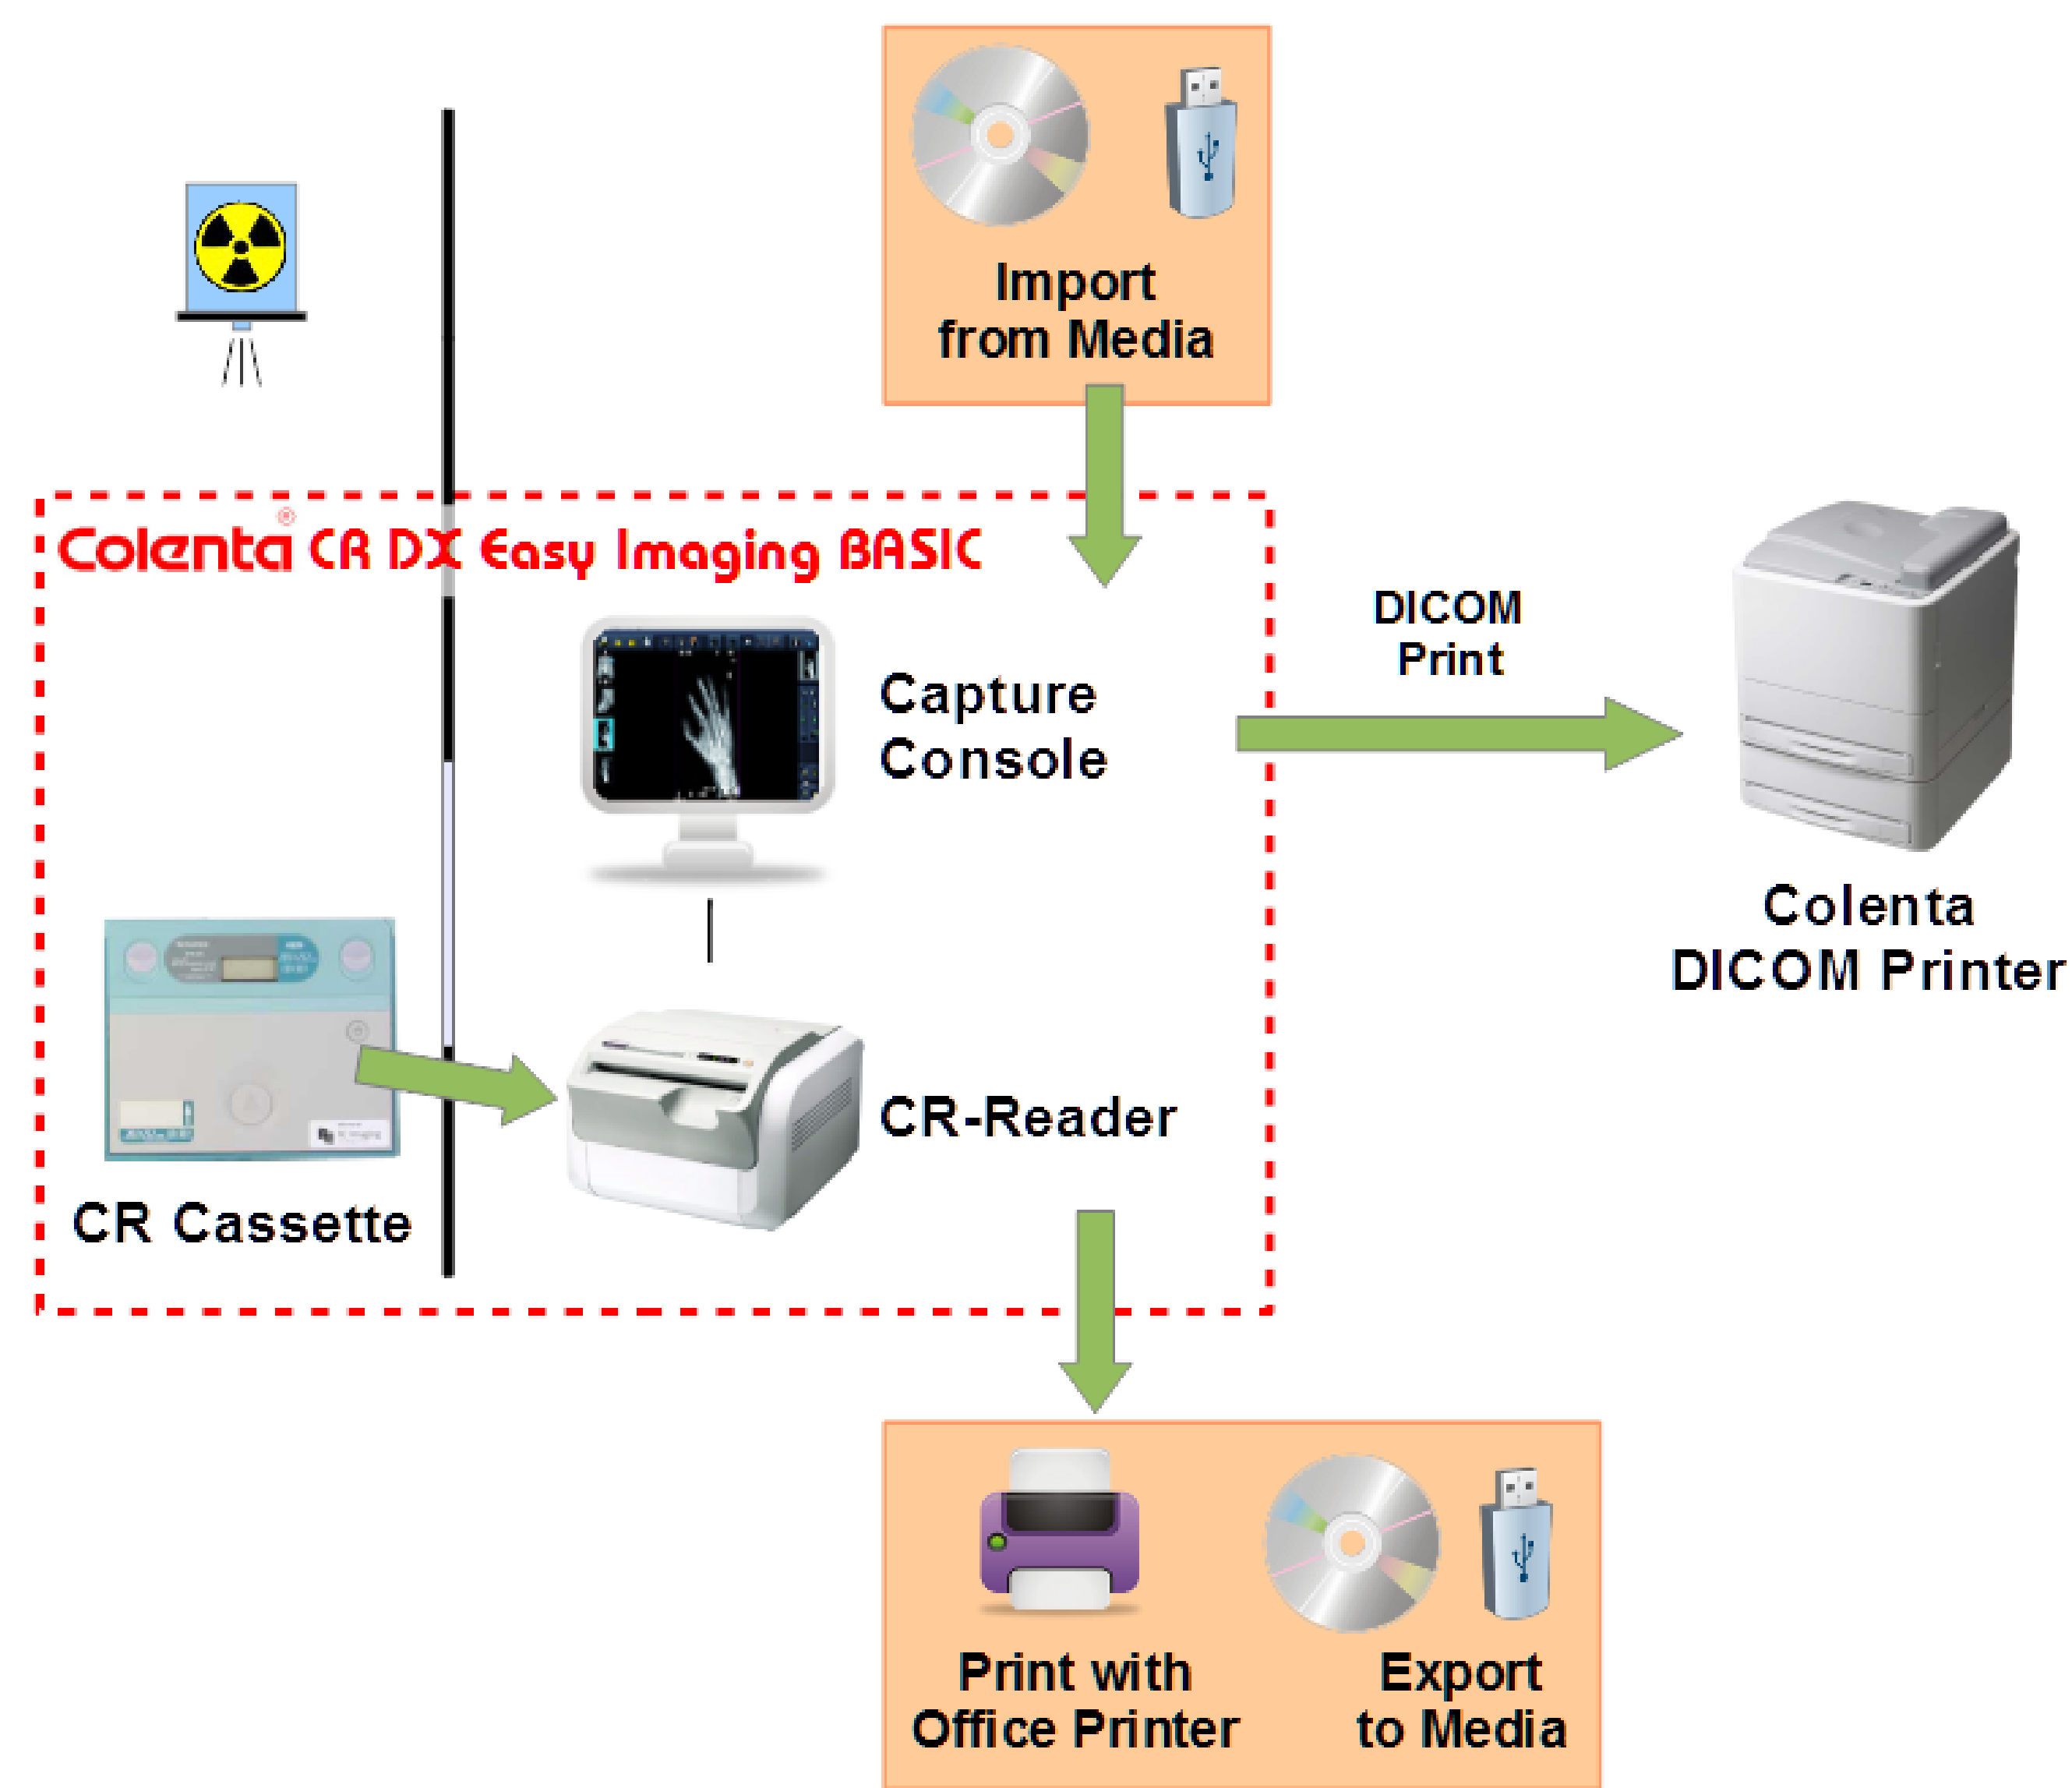 Import
from Media
Colenta® CR DX Easy Imaging BASIC
Capture
Console
DICOM
Print
Colenta
DICOM Printer
CR-Reader
CR Cassette
Print with
Office Printer
Export
to Media